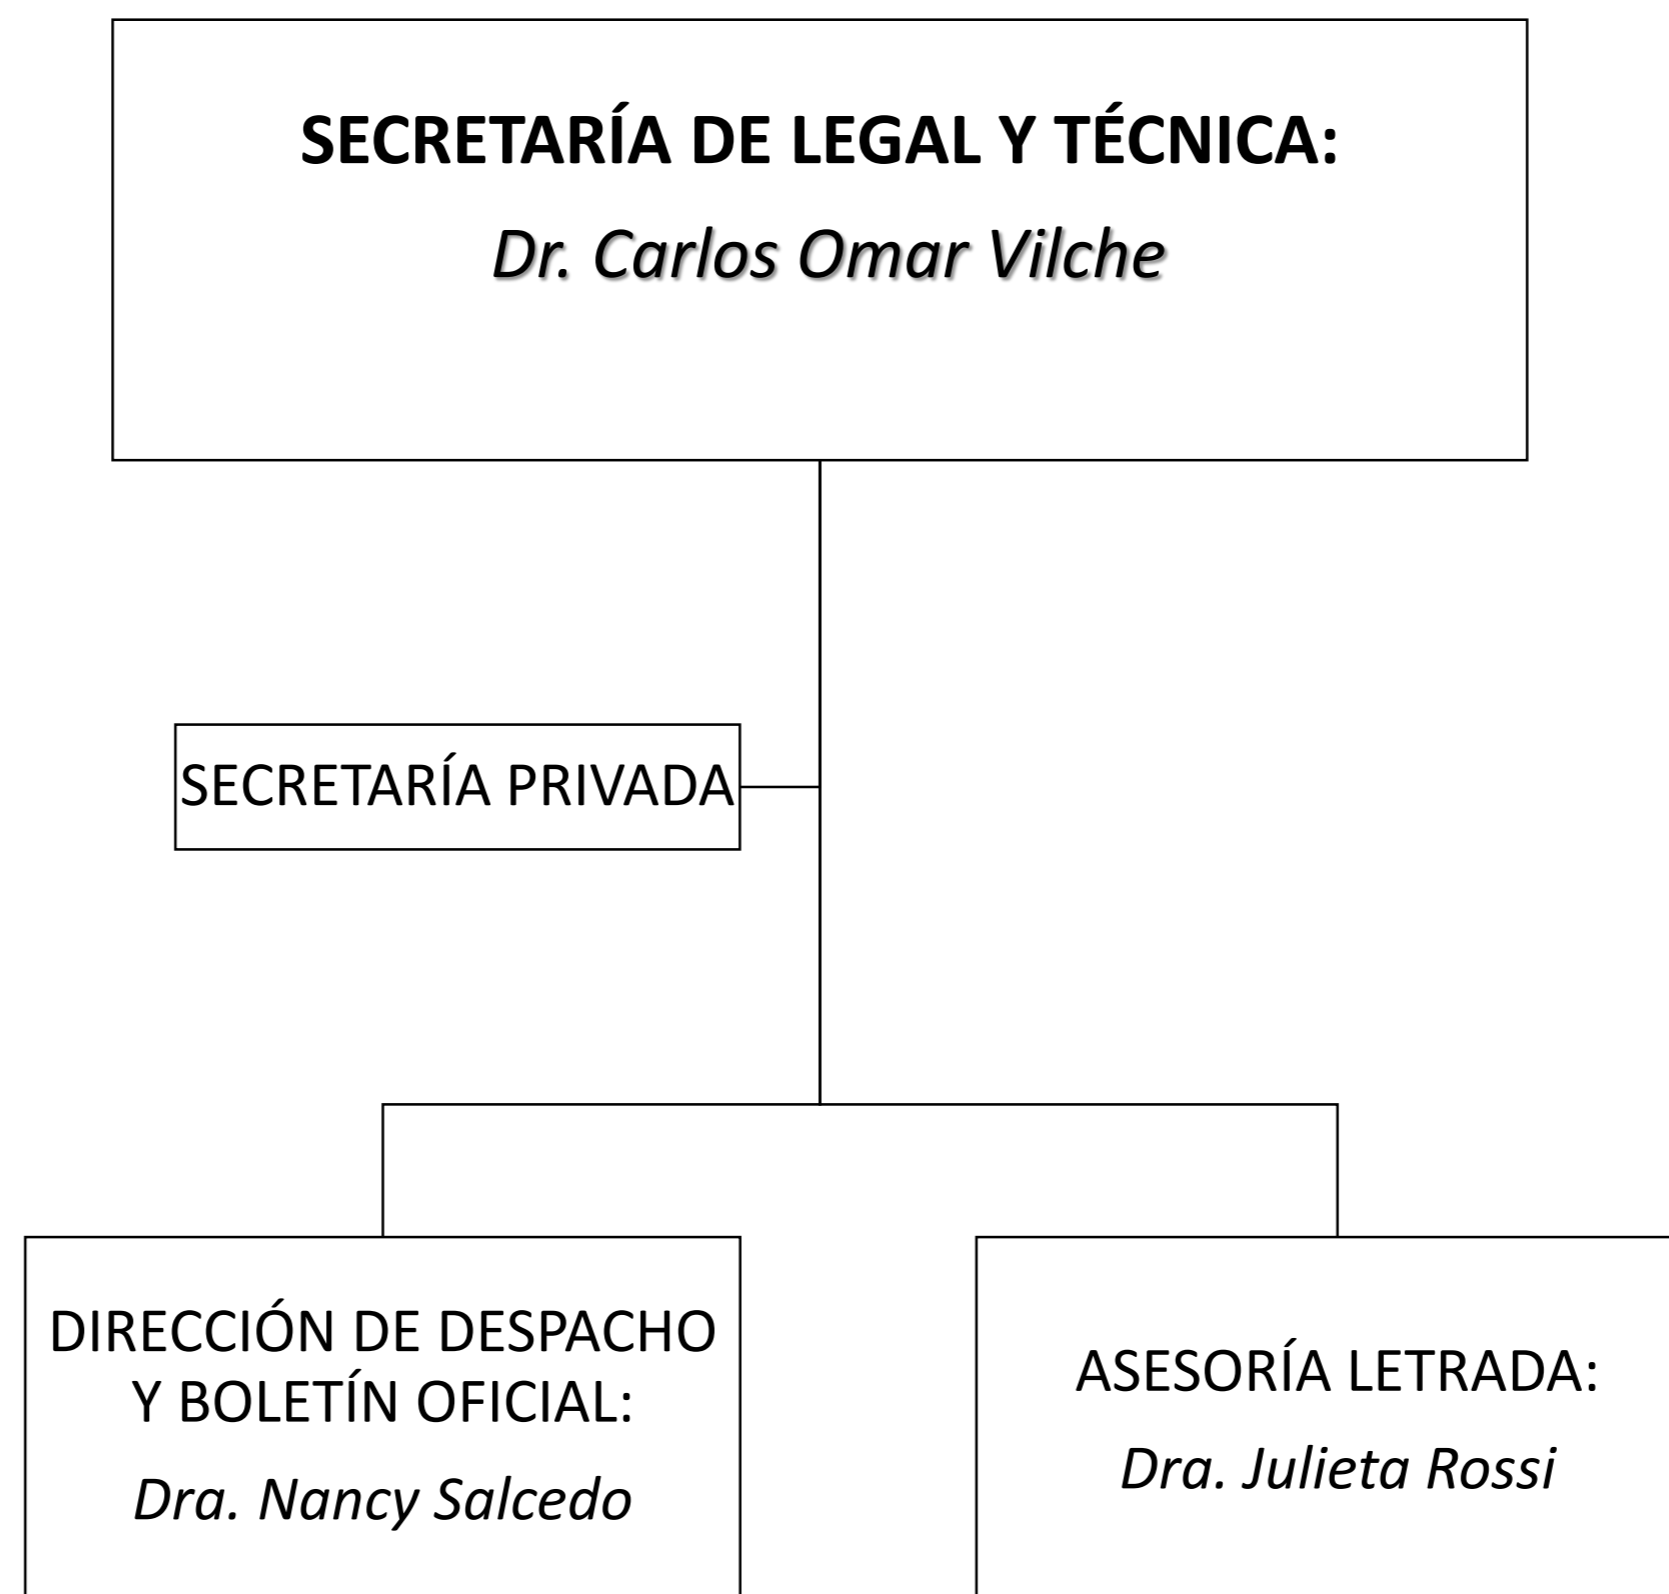 SECRETARÍA DE LEGAL Y TÉCNICA:
Dr. Carlos Omar Vilche
SECRETARÍA PRIVADA
DIRECCIÓN DE DESPACHO
Y BOLETÍN OFICIAL:
Dra. Nancy Salcedo
ASESORÍA LETRADA:
Dra. Julieta Rossi